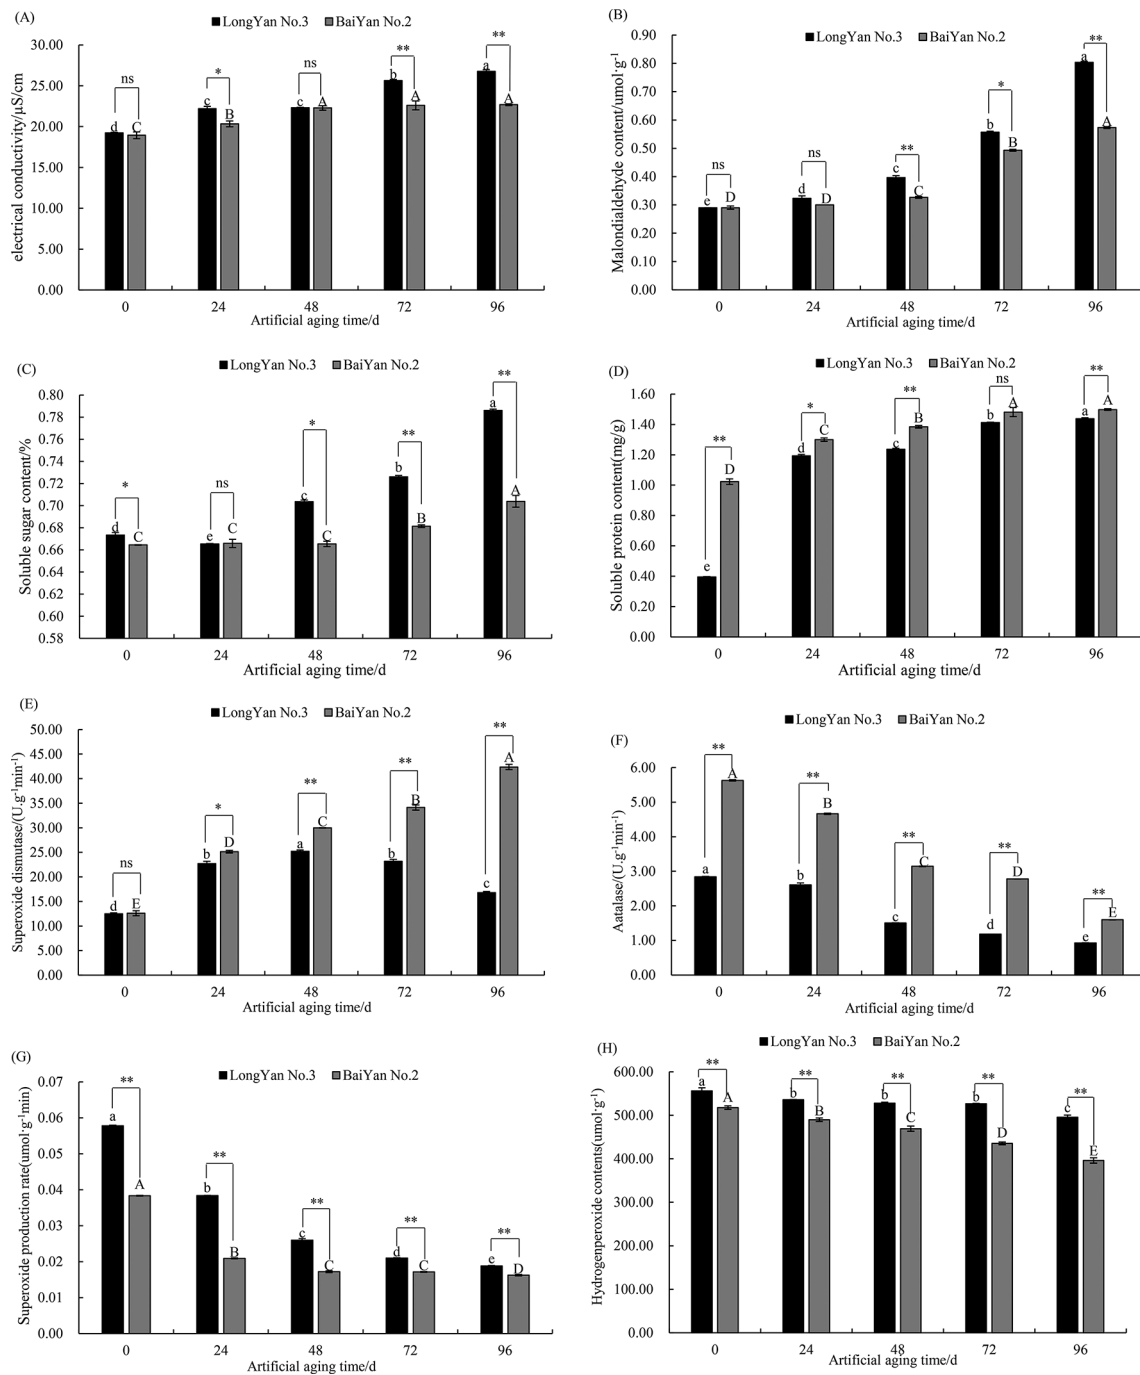 (A)
LongYan No.3 BaiYan No.2
electrical conductivity/μS/cm
30.00
25.00
20.00
15.00
10.00
5.00
0.00
ns * ns ** **
d C c B c A b A a A
0 24 48 72 96
Artificial aging time/d
(B)
LongYan No.3 BaiYan No.2
Malondialdehyde content/umol·g-1
0.90
0.80
0.70
0.60
0.50
0.40
0.30
0.20
0.10
0.00
ns ns ** * **
e D d D c C b B a A
0 24 48 72 96
Artificial aging time/d
(C)
LongYan No.3 BaiYan No.2
Soluble sugar content/%
0.80
0.78
0.76
0.74
0.72
0.70
0.68
0.66
0.64
0.62
0.60
0.58
* ns * ** **
d C e C c C b B a A
0 24 48 72 96
Artificial aging time/d
(D)
LongYan No.3 BaiYan No.2
Soluble protein content(mg/g)
1.60
1.40
1.20
1.00
0.80
0.60
0.40
0.20
0.00
** * ** ns **
e D d C c B b A a A
0 24 48 72 96
Artificial aging time/d
(E)
LongYan No.3 BaiYan No.2
Superoxide dismutase/(U.g-1min-1)
50.00
45.00
40.00
35.00
30.00
25.00
20.00
15.00
10.00
5.00
0.00
ns * ** ** **
d E b D a C b B c A
0 24 48 72 96
Artificial aging time/d
(F)
LongYan No.3 BaiYan No.2
Aatalase/(U.g-1min-1)
6.00
5.00
4.00
3.00
2.00
1.00
0.00
** ** ** ** **
a A b B c C d D e E
0 24 48 72 96
Artificial aging time/d
(G)
LongYan No.3 BaiYan No.2
Superoxide production rate(umol·g-1min)
0.07
0.06
0.05
0.04
0.03
0.02
0.01
0.00
** ** ** ** **
a A b B c C d C e D
0 24 48 72 96
Artificial aging time/d
(H)
LongYan No.3 BaiYan No.2
Hydrogenperoxide contents(umol·g-1)
600.00
500.00
400.00
300.00
200.00
100.00
0.00
** ** ** ** **
a A b B b C b D c E
0 24 48 72 96
Artificial aging time/d